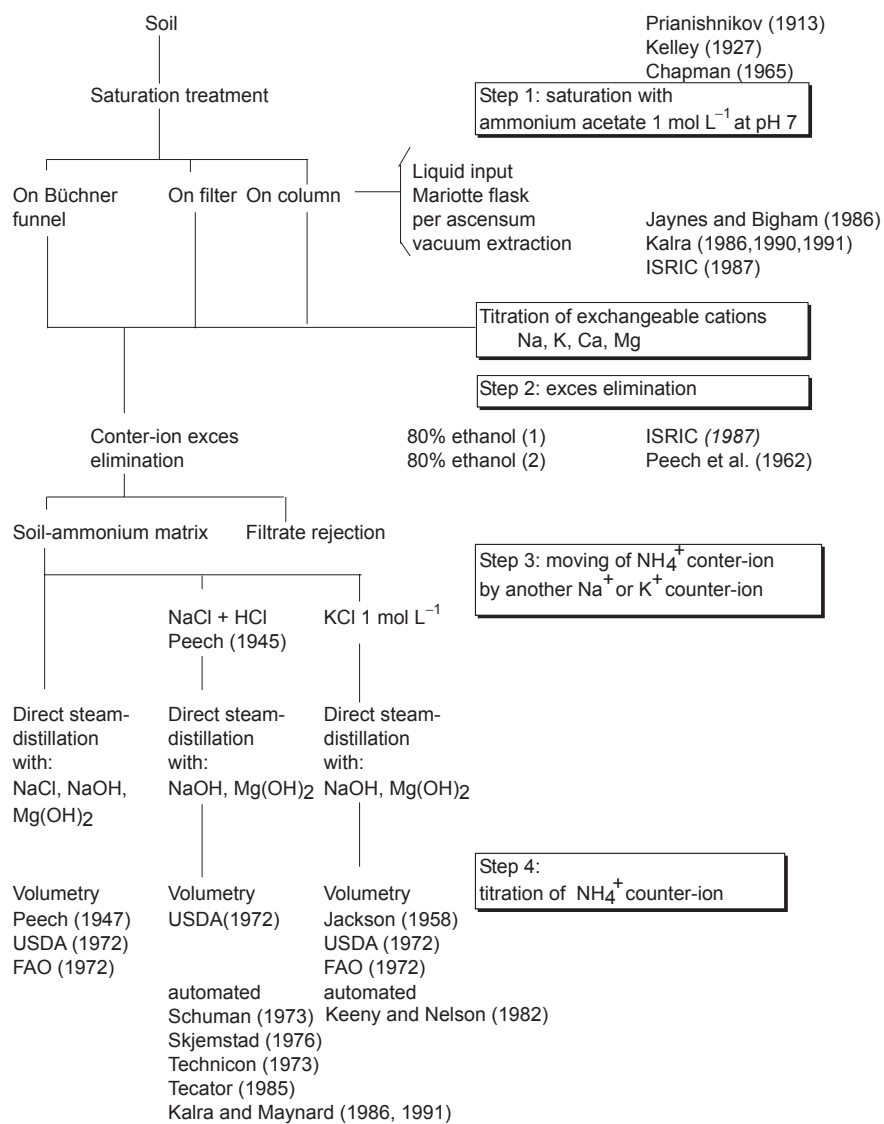 Soil
Prianishnikov (1913)
Kelley (1927)
Chapman (1965)
Saturation treatment
Step 1: saturation with
ammonium acetate 1 mol L⁻¹ at pH 7
On Büchner
funnel
On filter
On column
Liquid input
Mariotte flask
per ascensum
vacuum extraction
Jaynes and Bigham (1986)
Kalra (1986,1990,1991)
ISRIC (1987)
Titration of exchangeable cations
Na, K, Ca, Mg
Step 2: exces elimination
Conter-ion exces
elimination
80% ethanol (1)
80% ethanol (2)
ISRIC (1987)
Peech et al. (1962)
Soil-ammonium matrix
Filtrate rejection
Step 3: moving of NH₄⁺ conter-ion
by another Na⁺ or K⁺ counter-ion
NaCl + HCl
Peech (1945)
KCl 1 mol L⁻¹
Direct steam-
distillation
with:
NaCl, NaOH,
Mg(OH)₂
Direct steam-
distillation
with:
NaOH, Mg(OH)₂
Direct steam-
distillation
with:
NaOH, Mg(OH)₂
Step 4:
titration of NH₄⁺ counter-ion
Volumetry
Peech (1947)
USDA (1972)
FAO (1972)
Volumetry
USDA(1972)
automated
Schuman (1973)
Skjemstad (1976)
Technicon (1973)
Tecator (1985)
Kalra and Maynard (1986, 1991)
Volumetry
Jackson (1958)
USDA (1972)
FAO (1972)
automated
Keeny and Nelson (1982)